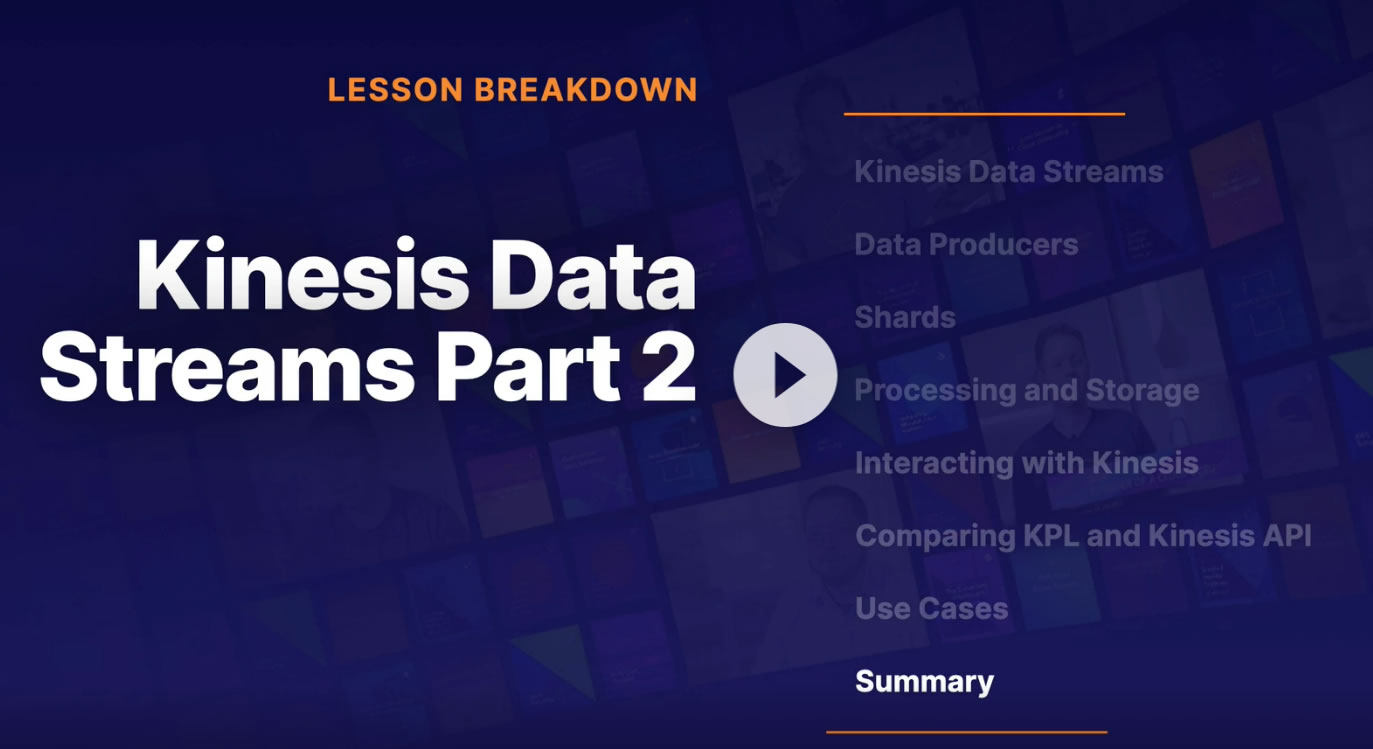 LESSON BREAKDOWN
Kinesis Data
Streams Part 2
Kinesis Data Streams
Data Producers
Shards
Processing and Storage
Interacting with Kinesis
Comparing KPL and Kinesis API
Use Cases
Summary